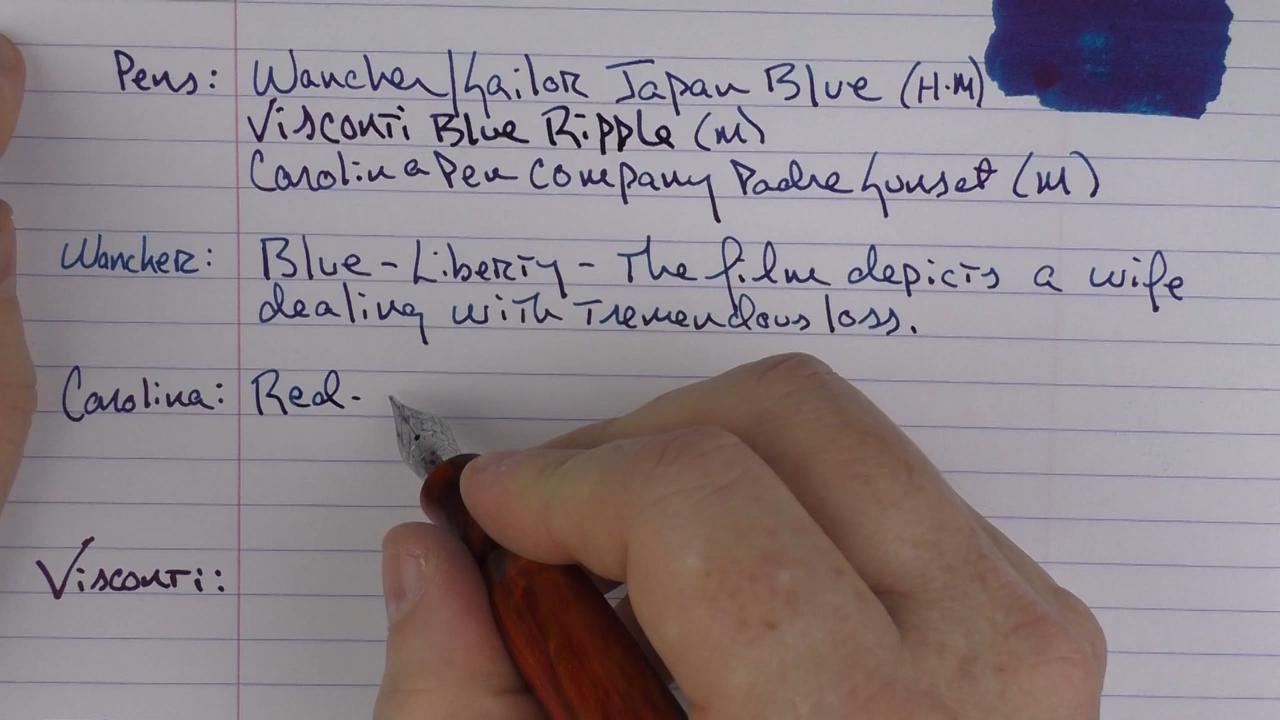 Pens: Wancher/Sailor Japan Blue (H.M)
Visconti Blue Ripple (M)
Carolina Pen Company Padre Sunset (M)
Wancher: Blue - Liberty - The film depicts a wife
dealing with tremendous loss.
Carolina: Red -
Visconti: